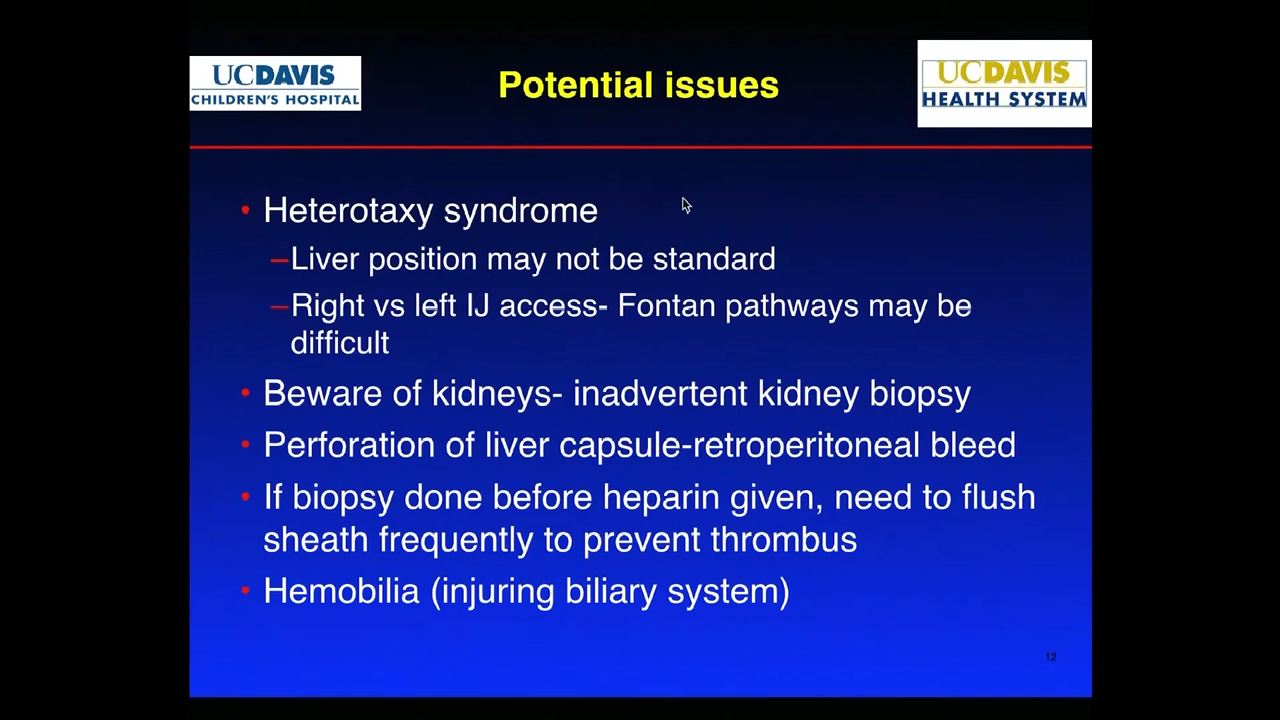 UCDAVIS
CHILDREN'S HOSPITAL
Potential issues
UCDAVIS
HEALTH SYSTEM
• Heterotaxy syndrome
–Liver position may not be standard
–Right vs left IJ access- Fontan pathways may be
difficult
• Beware of kidneys- inadvertent kidney biopsy
• Perforation of liver capsule-retroperitoneal bleed
• If biopsy done before heparin given, need to flush
sheath frequently to prevent thrombus
• Hemobilia (injuring biliary system)
12